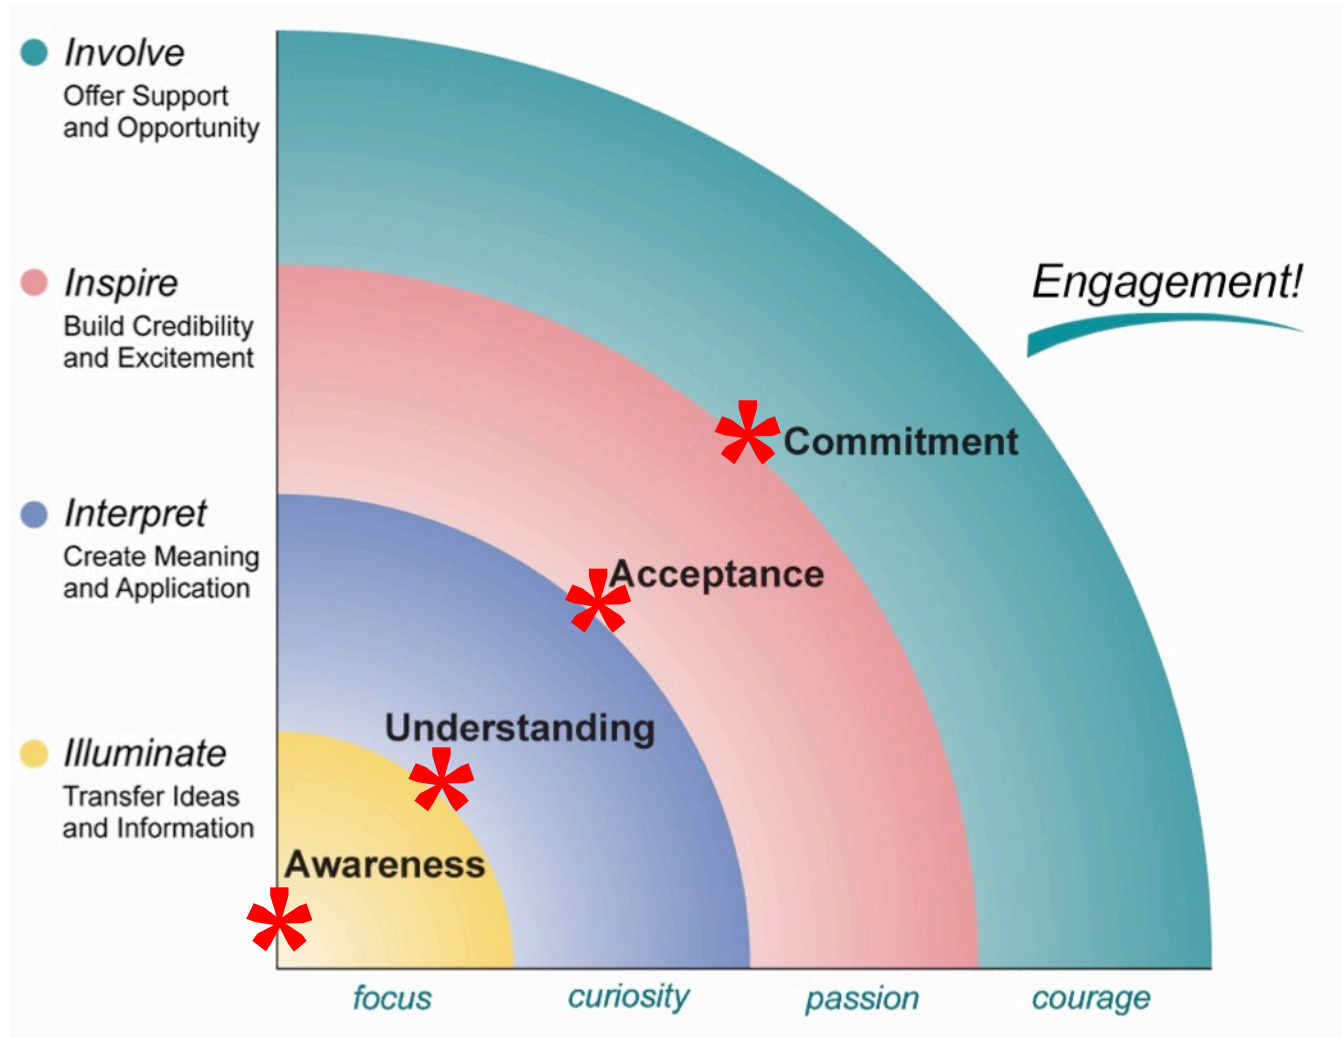 Involve
Offer Support
and Opportunity
Inspire
Build Credibility
and Excitement
Engagement!
Commitment
Interpret
Create Meaning
and Application
Acceptance
Understanding
Illuminate
Transfer Ideas
and Information
Awareness
focus
curiosity
passion
courage